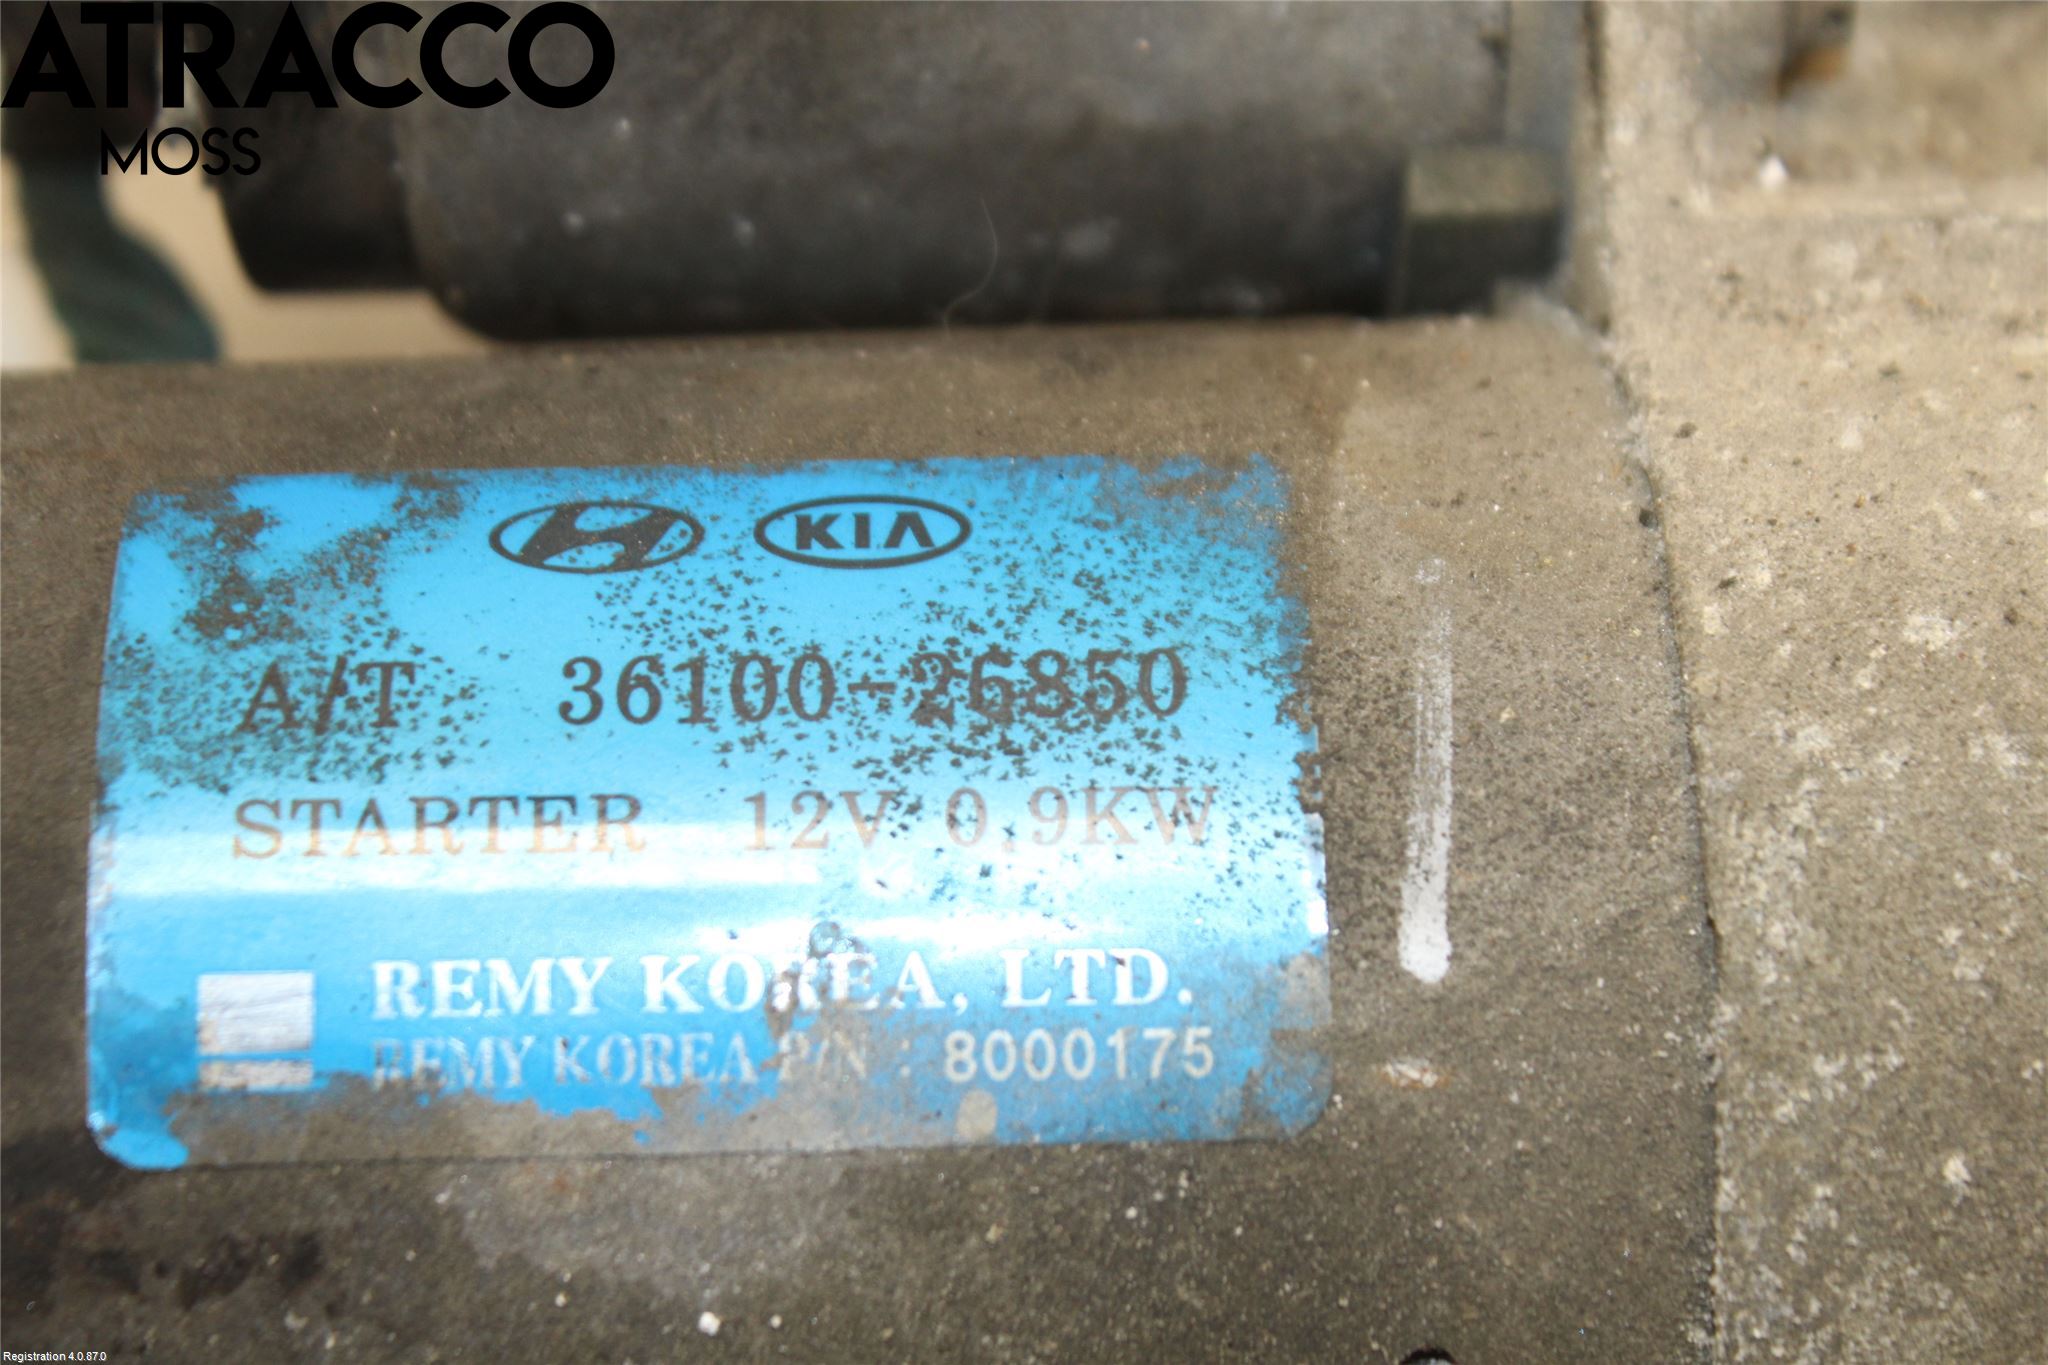 ATRACCO
MOSS
KIA
A/T 36100-26850
STARTER 12V 0.9KW
REMY KOREA, LTD.
REMY KOREA P/N : 8000175
Registration 4.0.87.0